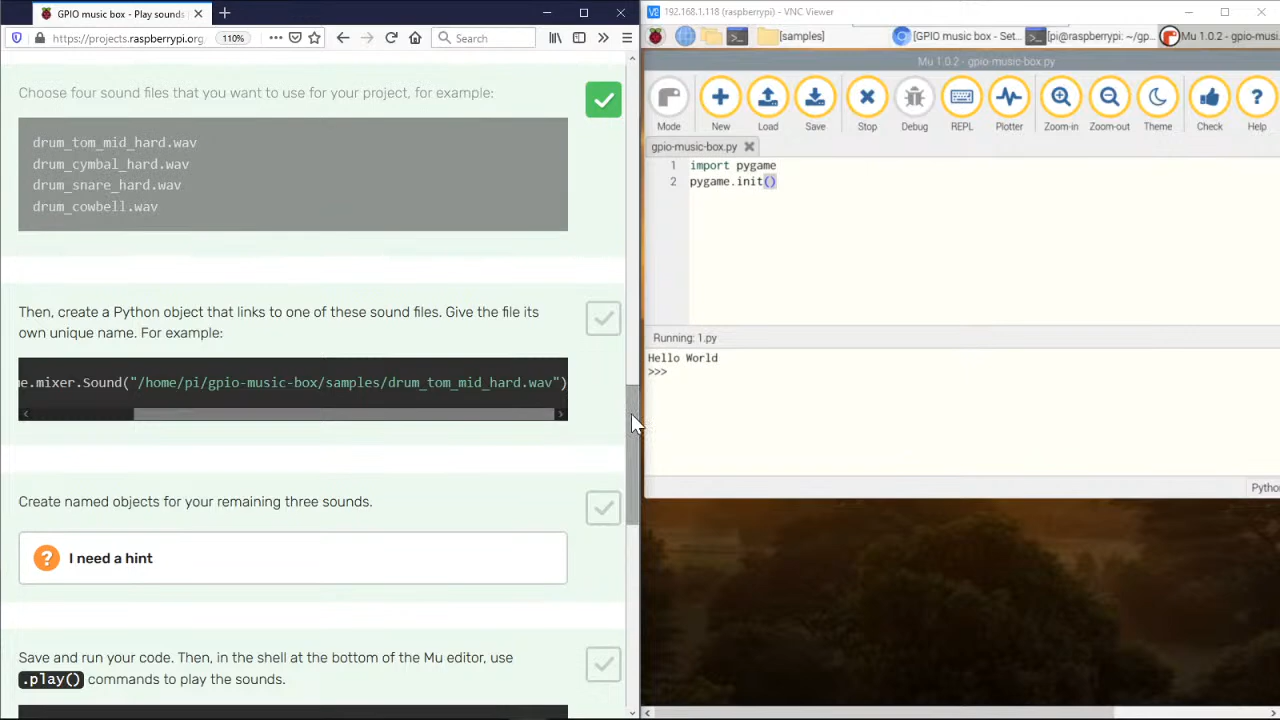 GPIO music box - Play sounds
https://projects.raspberrypi.org
110%
Search
Choose four sound files that you want to use for your project, for example:
drum_tom_mid_hard.wav
drum_cymbal_hard.wav
drum_snare_hard.wav
drum_cowbell.wav
Then, create a Python object that links to one of these sound files. Give the file its
own unique name. For example:
e.mixer.Sound("/home/pi/gpio-music-box/samples/drum_tom_mid_hard.wav")
Create named objects for your remaining three sounds.
? I need a hint
Save and run your code. Then, in the shell at the bottom of the Mu editor, use
.play() commands to play the sounds.
192.168.1.118 (raspberrypi) - VNC Viewer
[samples]
[GPIO music box - Set...
[pi@raspberrypi: ~/gp...
Mu 1.0.2 - gpio-musi...
Mu 1.0.2 - gpio-music-box.py
Mode New Load Save Stop Debug REPL Plotter Zoom-in Zoom-out Theme Check Help
gpio-music-box.py
1 import pygame
2 pygame.init()
Running: 1.py
Hello World
>>>
Pytho